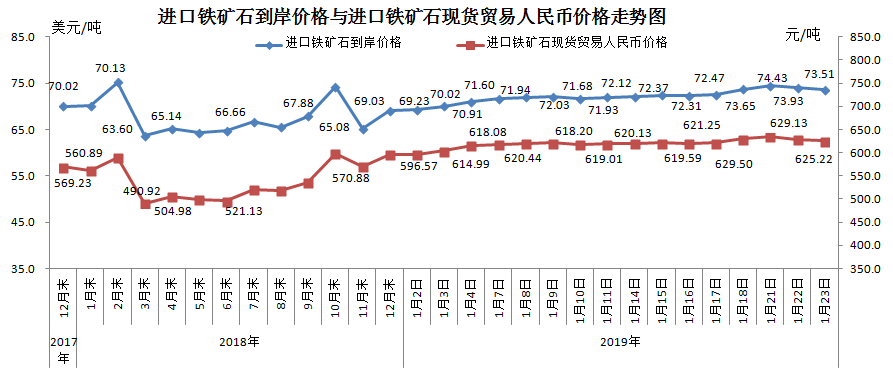 进口铁矿石到岸价格与进口铁矿石现货贸易人民币价格走势图
美元/吨
元/吨
进口铁矿石到岸价格
进口铁矿石现货贸易人民币价格
85.0
75.0
65.0
55.0
45.0
35.0
850.0
800.0
750.0
700.0
650.0
600.0
550.0
500.0
450.0
400.0
350.0
70.02
70.13
63.60
65.14
66.66
67.88
65.08
69.03
69.23
70.02
70.91
71.60
71.94
72.03
71.68
71.93
72.12
72.37
72.31
72.47
73.65
74.43
73.93
73.51
569.23
560.89
490.92
504.98
521.13
570.88
596.57
614.99
618.08
620.44
618.20
619.01
620.13
619.59
621.25
629.50
629.13
625.22
12月末
1月末
2月末
3月末
4月末
5月末
6月末
7月末
8月末
9月末
10月末
11月末
12月末
1月2日
1月3日
1月4日
1月7日
1月8日
1月9日
1月10日
1月11日
1月14日
1月15日
1月16日
1月17日
1月18日
1月21日
1月22日
1月23日
2017年
2018年
2019年